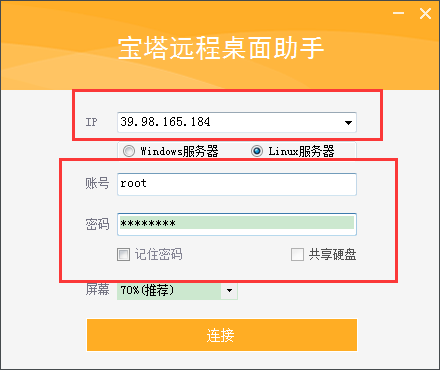 宝塔远程桌面助手
IP 39.98.165.184
Windows服务器 Linux服务器
账号 root
密码 ********
记住密码 共享硬盘
屏幕 70%(推荐)
连接